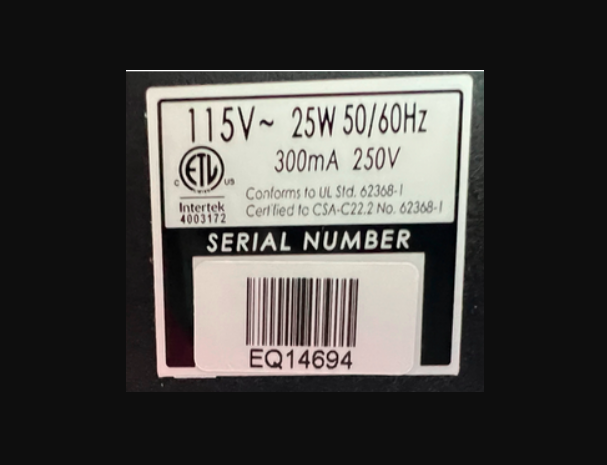 115V~ 25W 50/60Hz
300mA 250V
ETL
C US
Intertek
4003172
Conforms to UL Std. 62368-1
Certified to CSA-C22.2 No. 62368-1
SERIAL NUMBER
EQ14694